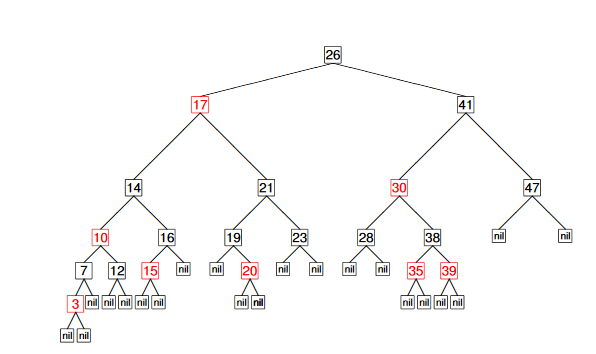 26
17 41
14 21 30 47
10 16 19 23 28 38 nil nil
7 12 15 nil nil 20 nil nil nil nil 35 39
3 nil nil nil nil nil nil nil nil nil nil nil
nil nil